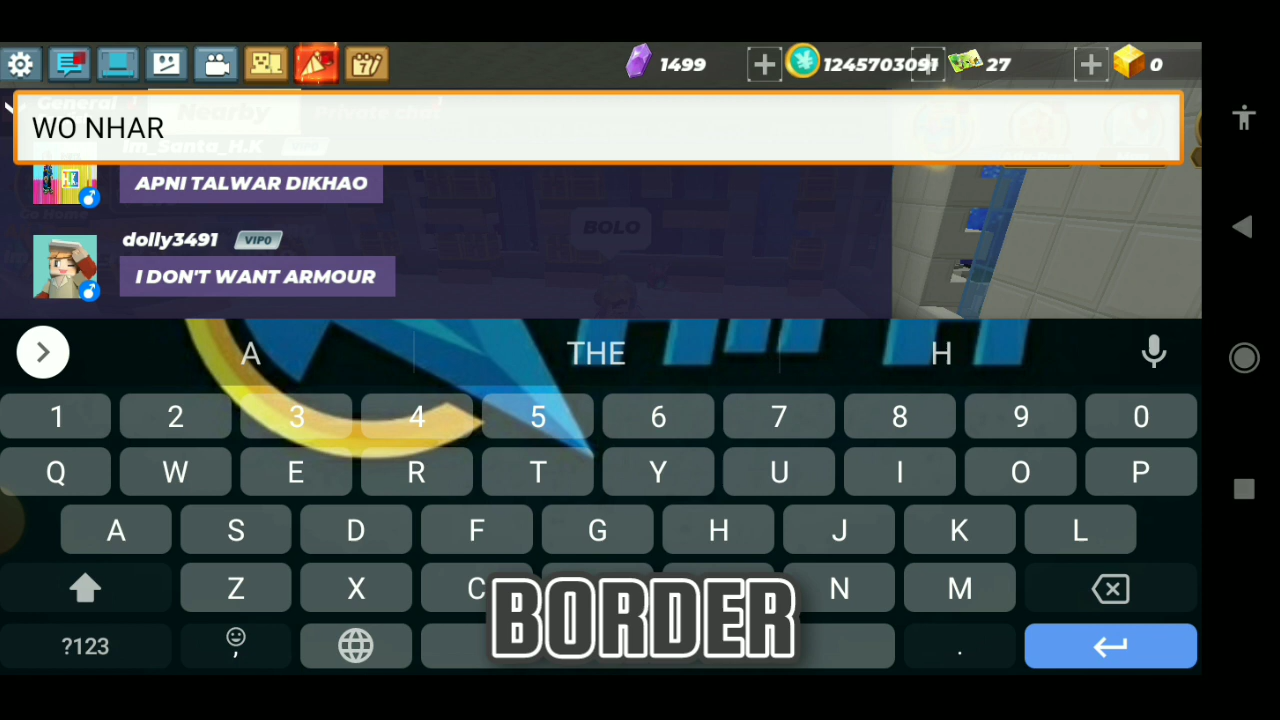 1499
1245703091
27
0
General
Nearby
Private chat
WO NHAR
Im_Santa_H.K VIP0
APNI TALWAR DIKHAO
BOLO
dolly3491 VIP0
I DON'T WANT ARMOUR
A THE H
1 2 3 4 5 6 7 8 9 0
Q W E R T Y U I O P
A S D F G H J K L
Z X C N M
BORDER
?123 , .